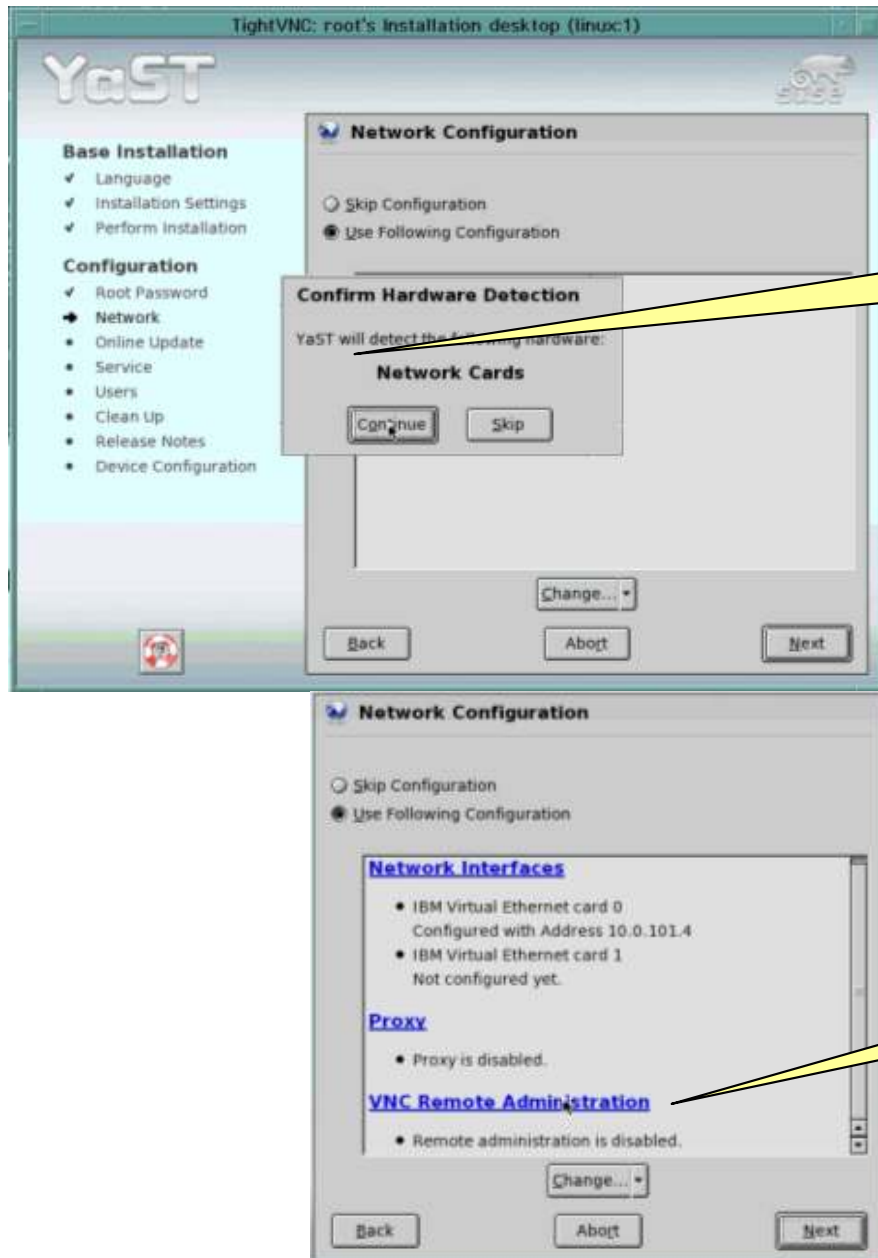 TightVNC: root's Installation desktop (linux:1)
YaST
SUSE
Base Installation
Language
Installation Settings
Perform Installation
Configuration
Root Password
Network
Online Update
Service
Users
Clean Up
Release Notes
Device Configuration
Network Configuration
Skip Configuration
Use Following Configuration
Confirm Hardware Detection
YaST will detect the following hardware:
Network Cards
Continue Skip
Change...
Back Abort Next
Network Configuration
Skip Configuration
Use Following Configuration
Network Interfaces
IBM Virtual Ethernet card 0
Configured with Address 10.0.101.4
IBM Virtual Ethernet card 1
Not configured yet.
Proxy
Proxy is disabled.
VNC Remote Administration
Remote administration is disabled.
Change...
Back Abort Next